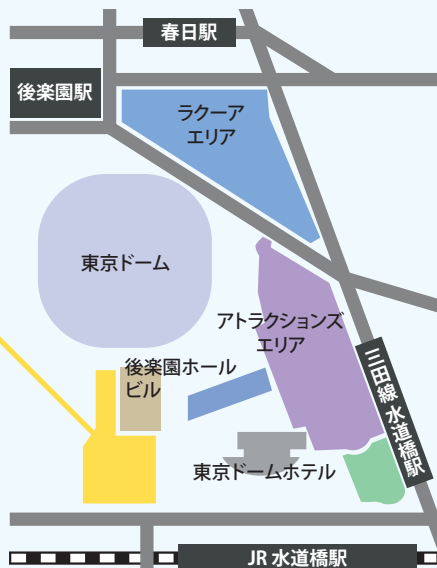 春日駅
後楽園駅
ラクーア
エリア
東京ドーム
アトラクションズ
エリア
後楽園ホール
ビル
三田線 水道橋駅
東京ドームホテル
JR 水道橋駅